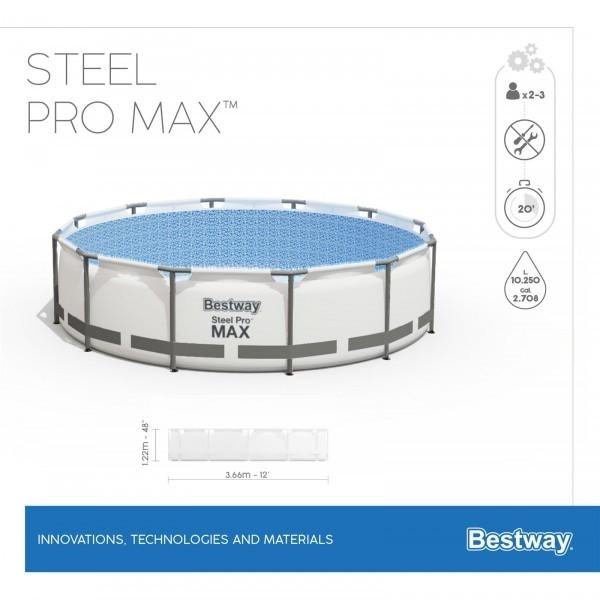 STEEL
PRO MAX™
x2-3
20'
L
10.250
Gal.
2.708
Bestway
Steel Pro™
MAX
1.22m - 48"
3.66m - 12'
INNOVATIONS, TECHNOLOGIES AND MATERIALS
Bestway®